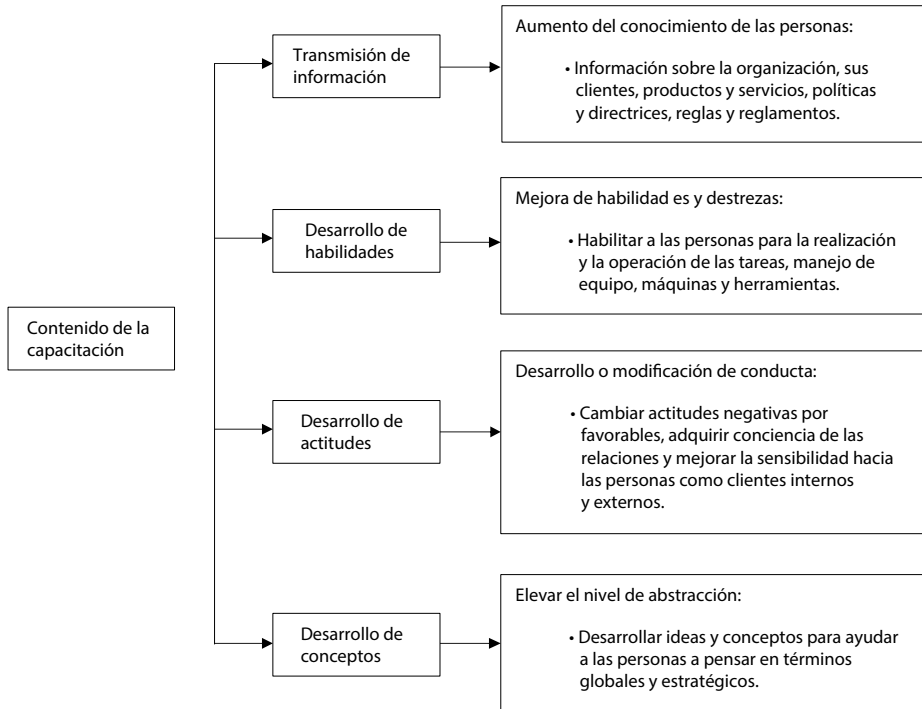 Contenido de la
capacitación
Transmisión de
información
Aumento del conocimiento de las personas:
• Información sobre la organización, sus
clientes, productos y servicios, políticas
y directrices, reglas y reglamentos.
Desarrollo de
habilidades
Mejora de habilidad es y destrezas:
• Habilitar a las personas para la realización
y la operación de las tareas, manejo de
equipo, máquinas y herramientas.
Desarrollo de
actitudes
Desarrollo o modificación de conducta:
• Cambiar actitudes negativas por
favorables, adquirir conciencia de las
relaciones y mejorar la sensibilidad hacia
las personas como clientes internos
y externos.
Desarrollo de
conceptos
Elevar el nivel de abstracción:
• Desarrollar ideas y conceptos para ayudar
a las personas a pensar en términos
globales y estratégicos.